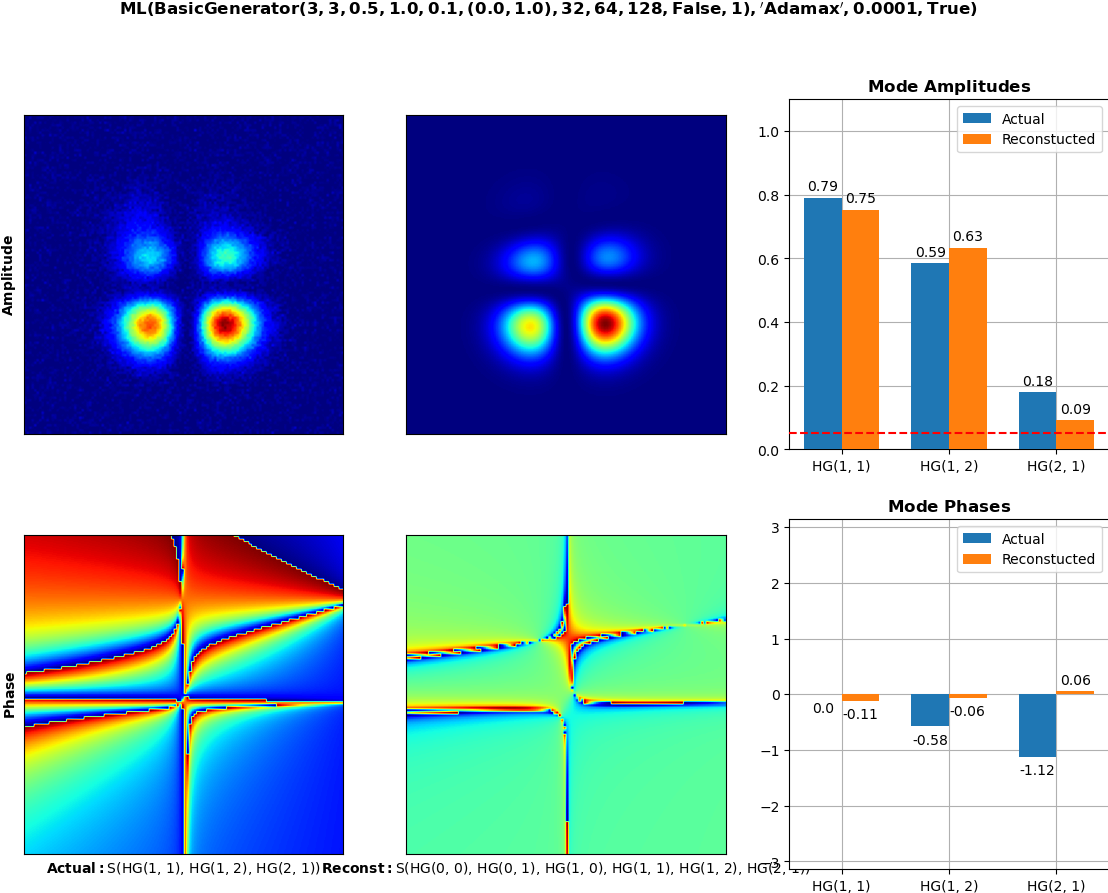 ML(BasicGenerator(3, 3, 0.5, 1.0, 0.1, (0.0, 1.0), 32, 64, 128, False, 1), 'Adamax', 0.0001, True)
Amplitude
Mode Amplitudes
Actual
Reconstucted
1.0
0.8
0.6
0.4
0.2
0.0
0.79
0.75
0.59
0.63
0.18
0.09
HG(1, 1)
HG(1, 2)
HG(2, 1)
Phase
Mode Phases
Actual
Reconstucted
3
2
1
0
−1
−2
−3
0.0
-0.11
-0.58
-0.06
-1.12
0.06
HG(1, 1)
HG(1, 2)
HG(2, 1)
Actual: S(HG(1, 1), HG(1, 2), HG(2, 1))
Reconst: S(HG(0, 0), HG(0, 1), HG(1, 0), HG(1, 1), HG(1, 2), HG(2, 1))